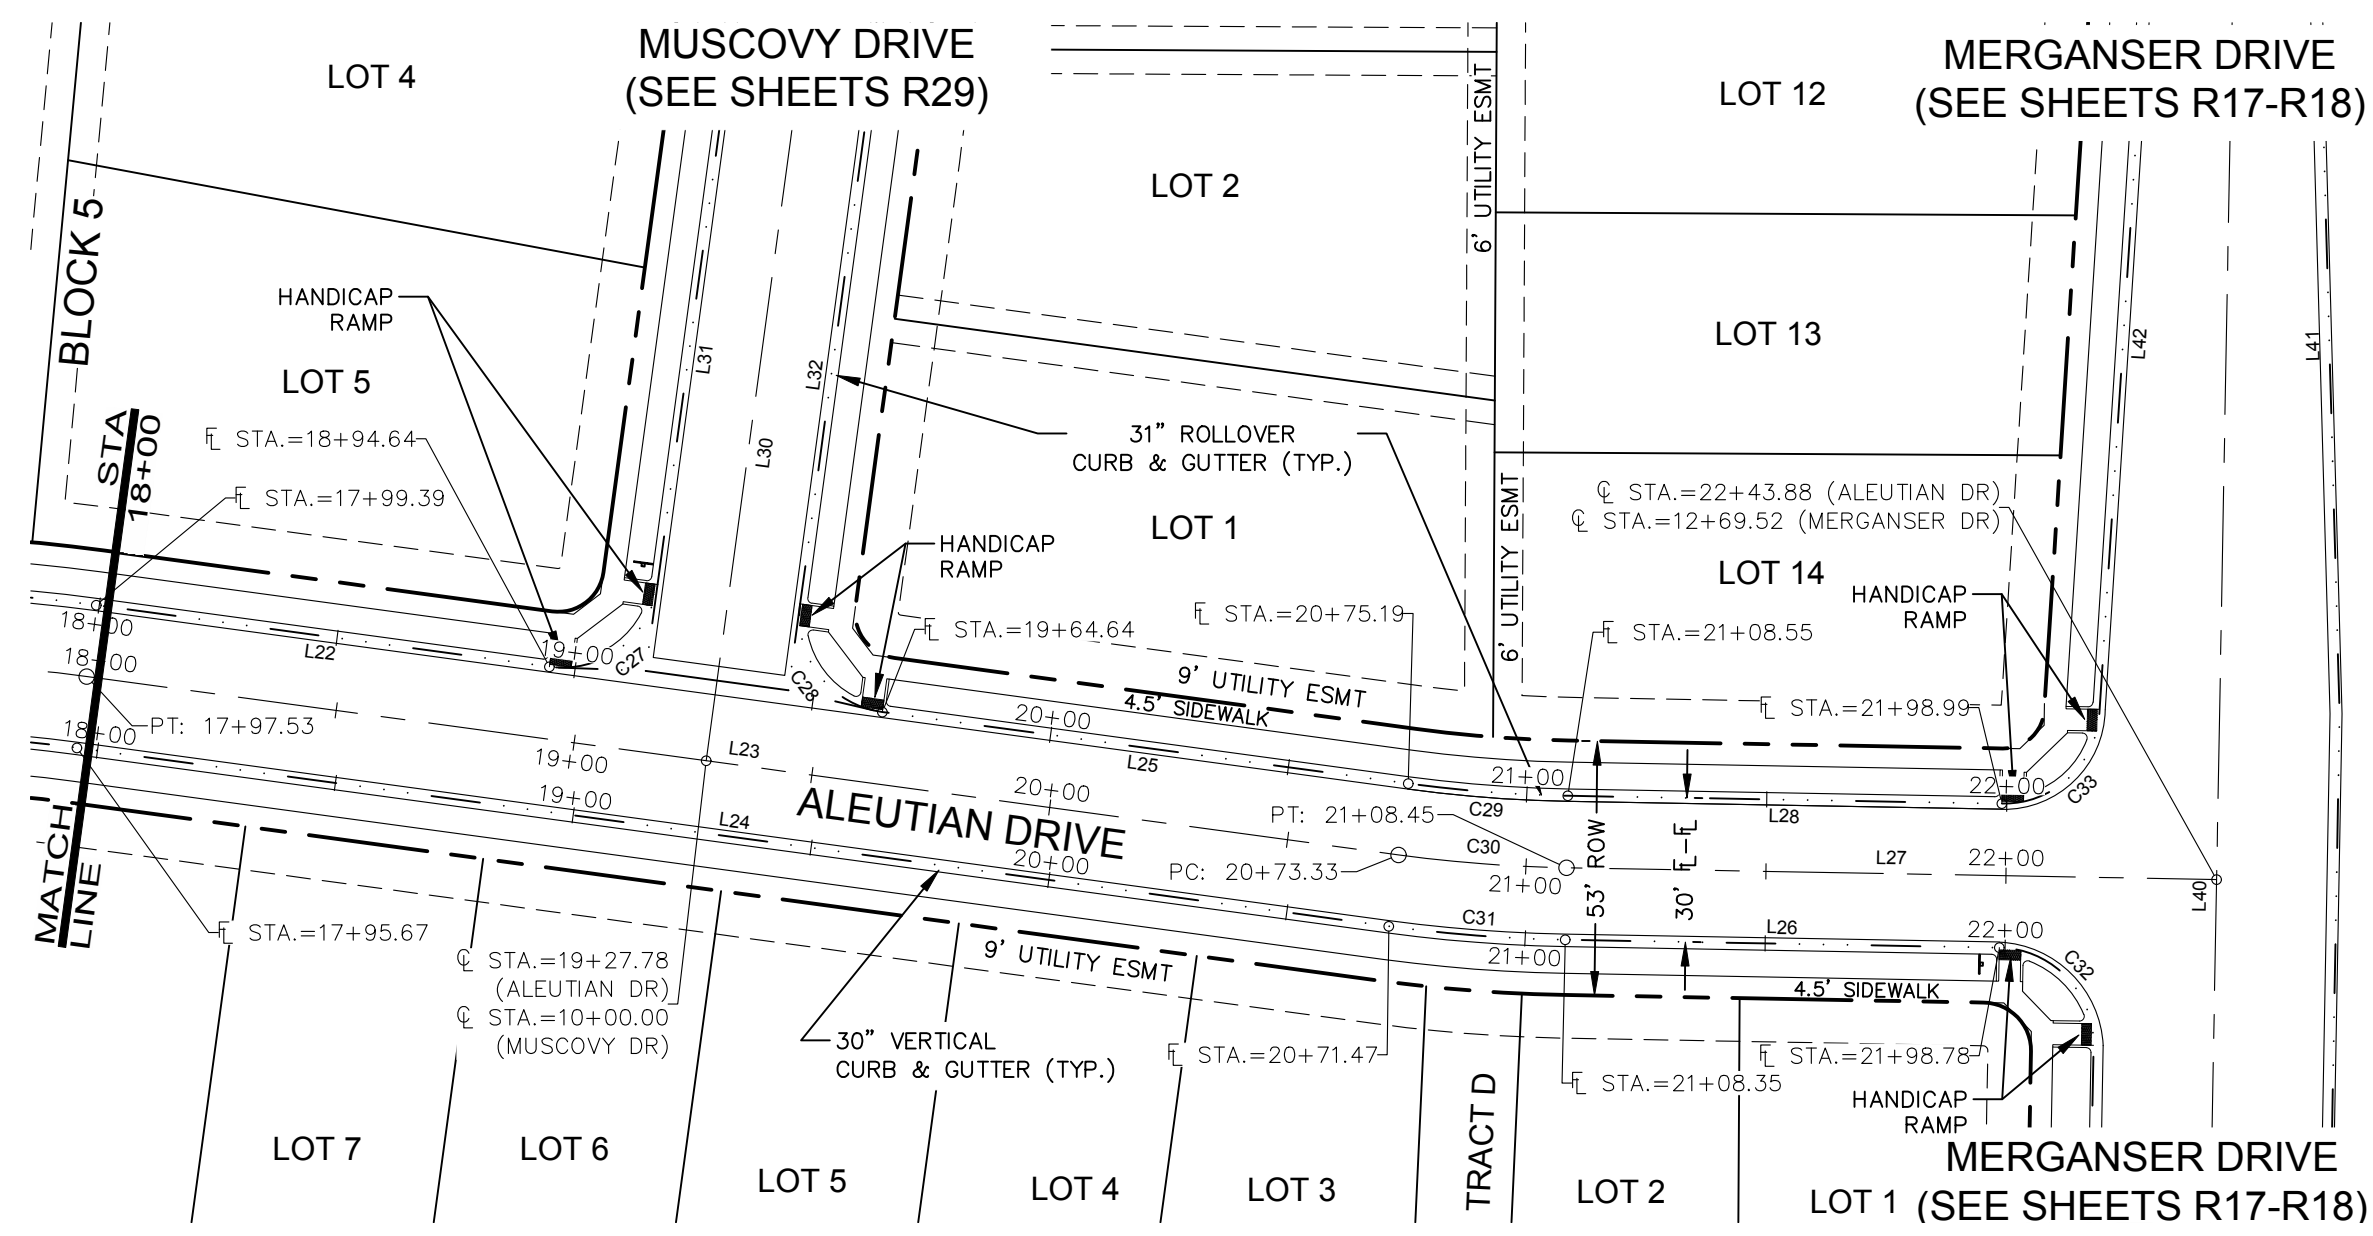 MUSCOVY DRIVE
(SEE SHEETS R29)
MERGANSER DRIVE
(SEE SHEETS R17-R18)
LOT 4
LOT 12
LOT 2
6' UTILITY ESMT
BLOCK 5
HANDICAP
RAMP
LOT 5
L31
L32
L30
LOT 13
L42
L41
STA
18+00
℄ STA.=18+94.64
℄ STA.=17+99.39
31" ROLLOVER
CURB & GUTTER (TYP.)
6' UTILITY ESMT
℄ STA.=22+43.88 (ALEUTIAN DR)
℄ STA.=12+69.52 (MERGANSER DR)
LOT 1
HANDICAP
RAMP
LOT 14
HANDICAP
RAMP
18+00
L22
19+00
C27
C28
FL STA.=19+64.64
FL STA.=20+75.19
FL STA.=21+08.55
18+00
PT: 17+97.53
18+00
9' UTILITY ESMT
4.5' SIDEWALK
20+00
FL STA.=21+98.99
L23
19+00
L25
20+00
21+00
22+00
C33
19+00
L24
ALEUTIAN DRIVE
C29
L28
PT: 21+08.45
C30
PC: 20+73.33
20+00
21+00
53' ROW
30' FL-FL
L27
22+00
L40
MATCH
LINE
FL STA.=17+95.67
C31
L26
22+00
21+00
℄ STA.=19+27.78
(ALEUTIAN DR)
℄ STA.=10+00.00
(MUSCOVY DR)
9' UTILITY ESMT
4.5' SIDEWALK
C32
30" VERTICAL
CURB & GUTTER (TYP.)
FL STA.=20+71.47
FL STA.=21+98.78
FL STA.=21+08.35
HANDICAP
RAMP
LOT 7
LOT 6
LOT 5
LOT 4
LOT 3
TRACT D
LOT 2
LOT 1
MERGANSER DRIVE
(SEE SHEETS R17-R18)